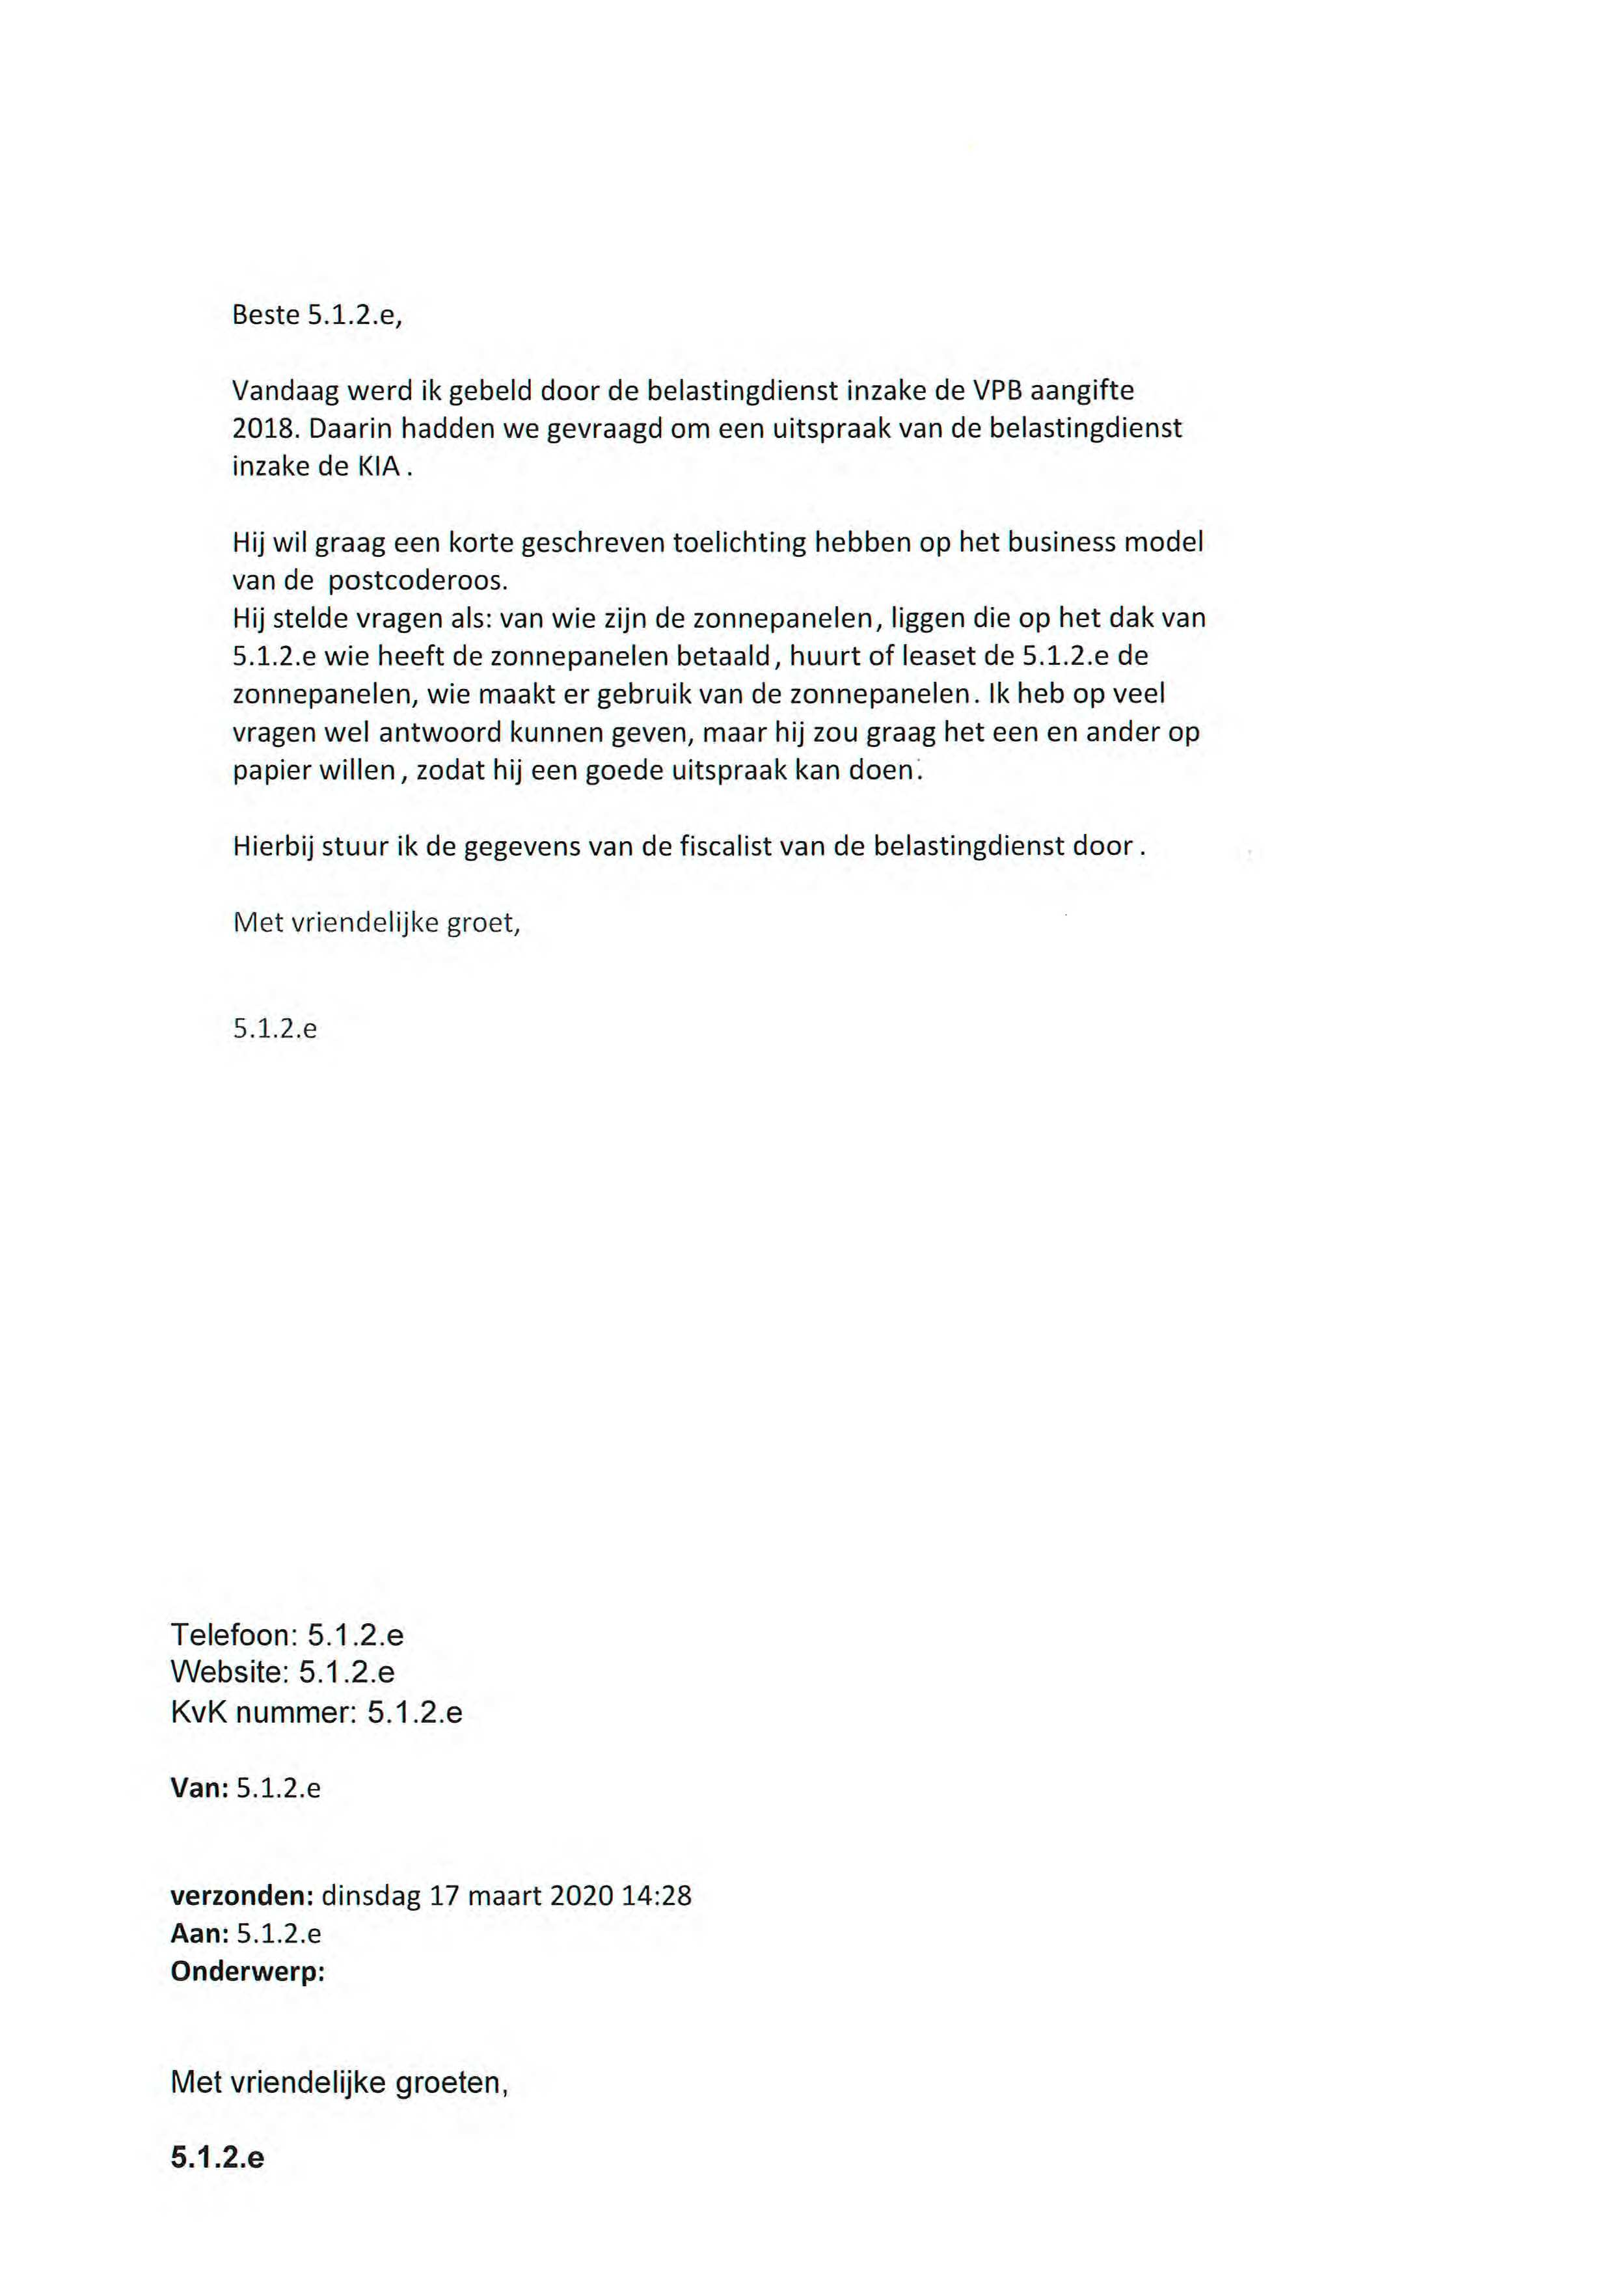 Beste 5.1.2.e,
Vandaag werd ik gebeld door de belastingdienst inzake de VPB aangifte
2018. Daarin hadden we gevraagd om een uitspraak van de belastingdienst
inzake de KIA .
Hij wil graag een korte geschreven toelichting hebben op het business model
van de postcoderoos.
Hij stelde vragen als: van wie zijn de zonnepanelen, liggen die op het dak van
5.1.2.e wie heeft de zonnepanelen betaald, huurt of leaset de 5.1.2.e de
zonnepanelen, wie maakt er gebruik van de zonnepanelen. Ik heb op veel
vragen wel antwoord kunnen geven, maar hij zou graag het een en ander op
papier willen, zodat hij een goede uitspraak kan doen.
Hierbij stuur ik de gegevens van de fiscalist van de belastingdienst door .
Met vriendelijke groet,
5.1.2.e
Telefoon: 5.1.2.e
Website: 5.1.2.e
KvK nummer: 5.1.2.e
Van: 5.1.2.e
verzonden: dinsdag 17 maart 2020 14:28
Aan: 5.1.2.e
Onderwerp:
Met vriendelijke groeten,
5.1.2.e